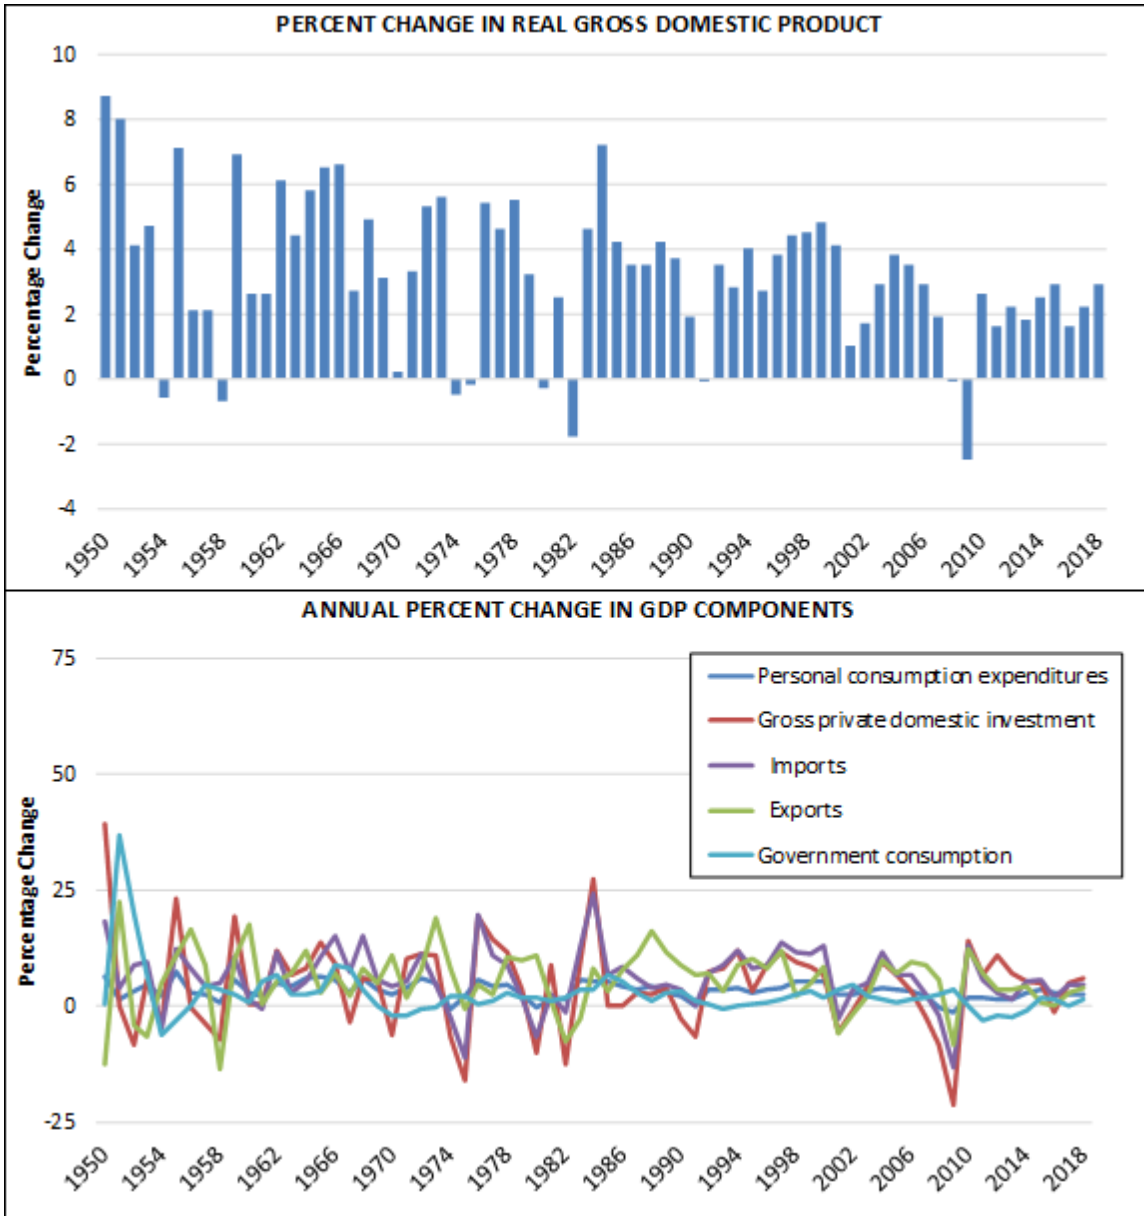 PERCENT CHANGE IN REAL GROSS DOMESTIC PRODUCT
10
8
6
4
2
0
-2
-4
Percentage Change
1950 1954 1958 1962 1966 1970 1974 1978 1982 1986 1990 1994 1998 2002 2006 2010 2014 2018
ANNUAL PERCENT CHANGE IN GDP COMPONENTS
75
50
25
0
-25
Percentage Change
Personal consumption expenditures
Gross private domestic investment
Imports
Exports
Government consumption
1950 1954 1958 1962 1966 1970 1974 1978 1982 1986 1990 1994 1998 2002 2006 2010 2014 2018